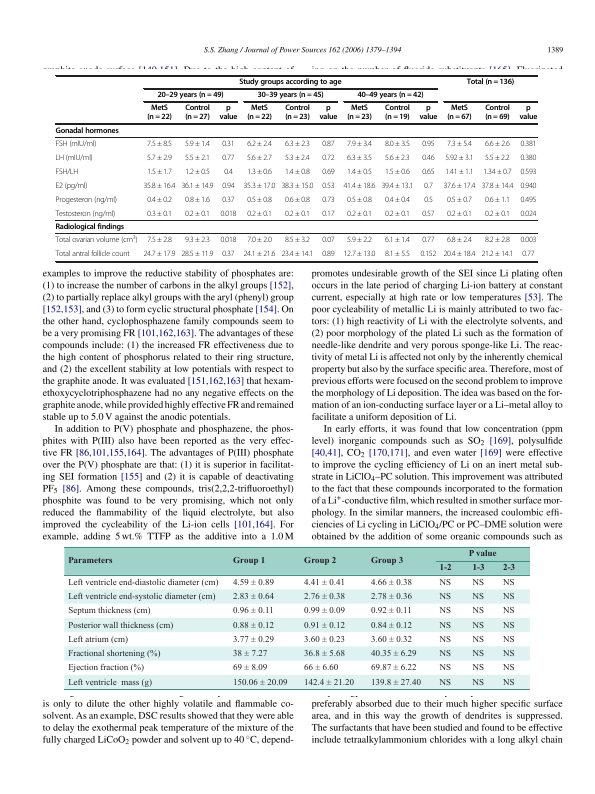 S.S. Zhang / Journal of Power Sources 162 (2006) 1379–1394 1389
Study groups according to age Total (n = 136)
20–29 years (n = 49) 30–39 years (n = 45) 40–49 years (n = 42)
MetS (n = 22) Control (n = 27) p value MetS (n = 22) Control (n = 23) p value MetS (n = 23) Control (n = 19) p value MetS (n = 67) Control (n = 69) p value
Gonadal hormones
FSH (mIU/ml) 7.5 ± 8.5 5.9 ± 1.4 0.31 6.2 ± 2.4 6.3 ± 2.3 0.87 7.9 ± 3.4 8.0 ± 3.5 0.95 7.3 ± 5.4 6.6 ± 2.6 0.381
LH (mIU/ml) 5.7 ± 2.9 5.5 ± 2.1 0.77 5.6 ± 2.7 5.3 ± 2.4 0.72 6.3 ± 3.5 5.6 ± 2.3 0.46 5.92 ± 3.1 5.5 ± 2.2 0.380
FSH/LH 1.5 ± 1.7 1.2 ± 0.5 0.4 1.3 ± 0.6 1.4 ± 0.8 0.69 1.4 ± 0.5 1.5 ± 0.6 0.65 1.41 ± 1.1 1.34 ± 0.7 0.593
E2 (pg/ml) 35.8 ± 16.4 36.1 ± 14.9 0.94 35.3 ± 17.0 38.3 ± 15.0 0.53 41.4 ± 18.6 39.4 ± 13.1 0.7 37.6 ± 17.4 37.8 ± 14.4 0.940
Progesteron (ng/ml) 0.4 ± 0.2 0.8 ± 1.6 0.37 0.5 ± 0.8 0.6 ± 0.8 0.73 0.5 ± 0.8 0.4 ± 0.4 0.5 0.5 ± 0.7 0.6 ± 1.1 0.495
Testosteron (ng/ml) 0.3 ± 0.1 0.2 ± 0.1 0.018 0.2 ± 0.1 0.2 ± 0.1 0.17 0.2 ± 0.1 0.2 ± 0.1 0.57 0.2 ± 0.1 0.2 ± 0.1 0.024
Radiological findings
Total ovarian volume (cm³) 7.5 ± 2.8 9.3 ± 2.3 0.018 7.0 ± 2.0 8.5 ± 3.2 0.07 5.9 ± 2.2 6.1 ± 1.4 0.77 6.8 ± 2.4 8.2 ± 2.8 0.003
Total antral follicle count 24.7 ± 17.9 28.5 ± 11.9 0.37 24.1 ± 21.6 23.4 ± 14.1 0.89 12.7 ± 13.0 8.1 ± 5.5 0.152 20.4 ± 18.4 21.2 ± 14.1 0.77
examples to improve the reductive stability of phosphates are:
(1) to increase the number of carbons in the alkyl groups [152],
(2) to partially replace alkyl groups with the aryl (phenyl) group
[152,153], and (3) to form cyclic structural phosphate [154]. On
the other hand, cyclophosphazene family compounds seem to
be a very promising FR [101,162,163]. The advantages of these
compounds include: (1) the increased FR effectiveness due to
the high content of phosphorus related to their ring structure,
and (2) the excellent stability at low potentials with respect to
the graphite anode. It was evaluated [151,162,163] that hexam-
ethoxycyclotriphosphazene had no any negative effects on the
graphite anode, while provided highly effective FR and remained
stable up to 5.0 V against the anodic potentials.
In addition to P(V) phosphate and phosphazene, the phos-
phites with P(III) also have been reported as the very effec-
tive FR [86,101,155,164]. The advantages of P(III) phosphate
over the P(V) phosphate are that: (1) it is superior in facilitat-
ing SEI formation [155] and (2) it is capable of deactivating
PF5 [86]. Among these compounds, tris(2,2,2-trifluoroethyl)
phosphite was found to be very promising, which not only
reduced the flammability of the liquid electrolyte, but also
improved the cycleability of the Li-ion cells [101,164]. For
example, adding 5 wt.% TTFP as the additive into a 1.0 M
promotes undesirable growth of the SEI since Li plating often
occurs in the late period of charging Li-ion battery at constant
current, especially at high rate or low temperatures [53]. The
poor cycleability of metallic Li is mainly attributed to two fac-
tors: (1) high reactivity of Li with the electrolyte solvents, and
(2) poor morphology of the plated Li such as the formation of
needle-like dendrite and very porous sponge-like Li. The reac-
tivity of metal Li is affected not only by the inherently chemical
property but also by the surface specific area. Therefore, most of
previous efforts were focused on the second problem to improve
the morphology of Li deposition. The idea was based on the for-
mation of an ion-conducting surface layer or a Li–metal alloy to
facilitate a uniform deposition of Li.
In early efforts, it was found that low concentration (ppm
level) inorganic compounds such as SO2 [169], polysulfide
[40,41], CO2 [170,171], and even water [169] were effective
to improve the cycling efficiency of Li on an inert metal sub-
strate in LiClO4–PC solution. This improvement was attributed
to the fact that these compounds incorporated to the formation
of a Li+-conductive film, which resulted in smother surface mor-
phology. In the similar manners, the increased coulombic effi-
ciencies of Li cycling in LiClO4/PC or PC–DME solution were
obtained by the addition of some organic compounds such as
Parameters Group 1 Group 2 Group 3 P value
1-2 1-3 2-3
Left ventricle end-diastolic diameter (cm) 4.59 ± 0.89 4.41 ± 0.41 4.66 ± 0.38 NS NS NS
Left ventricle end-systolic diameter (cm) 2.83 ± 0.64 2.76 ± 0.38 2.78 ± 0.36 NS NS NS
Septum thickness (cm) 0.96 ± 0.11 0.99 ± 0.09 0.92 ± 0.11 NS NS NS
Posterior wall thickness (cm) 0.88 ± 0.12 0.91 ± 0.12 0.84 ± 0.12 NS NS NS
Left atrium (cm) 3.77 ± 0.29 3.60 ± 0.23 3.60 ± 0.32 NS NS NS
Fractional shortening (%) 38 ± 7.27 36.8 ± 5.68 40.35 ± 6.29 NS NS NS
Ejection fraction (%) 69 ± 8.09 66 ± 6.60 69.87 ± 6.22 NS NS NS
Left ventricle mass (g) 150.06 ± 20.09 142.4 ± 21.20 139.8 ± 27.40 NS NS NS
is only to dilute the other highly volatile and flammable co-
solvent. As an example, DSC results showed that they were able
to delay the exothermal peak temperature of the mixture of the
fully charged LiCoO2 powder and solvent up to 40 °C, depend-
preferably absorbed due to their much higher specific surface
area, and in this way the growth of dendrites is suppressed.
The surfactants that have been studied and found to be effective
include tetraalkylammonium chlorides with a long alkyl chain